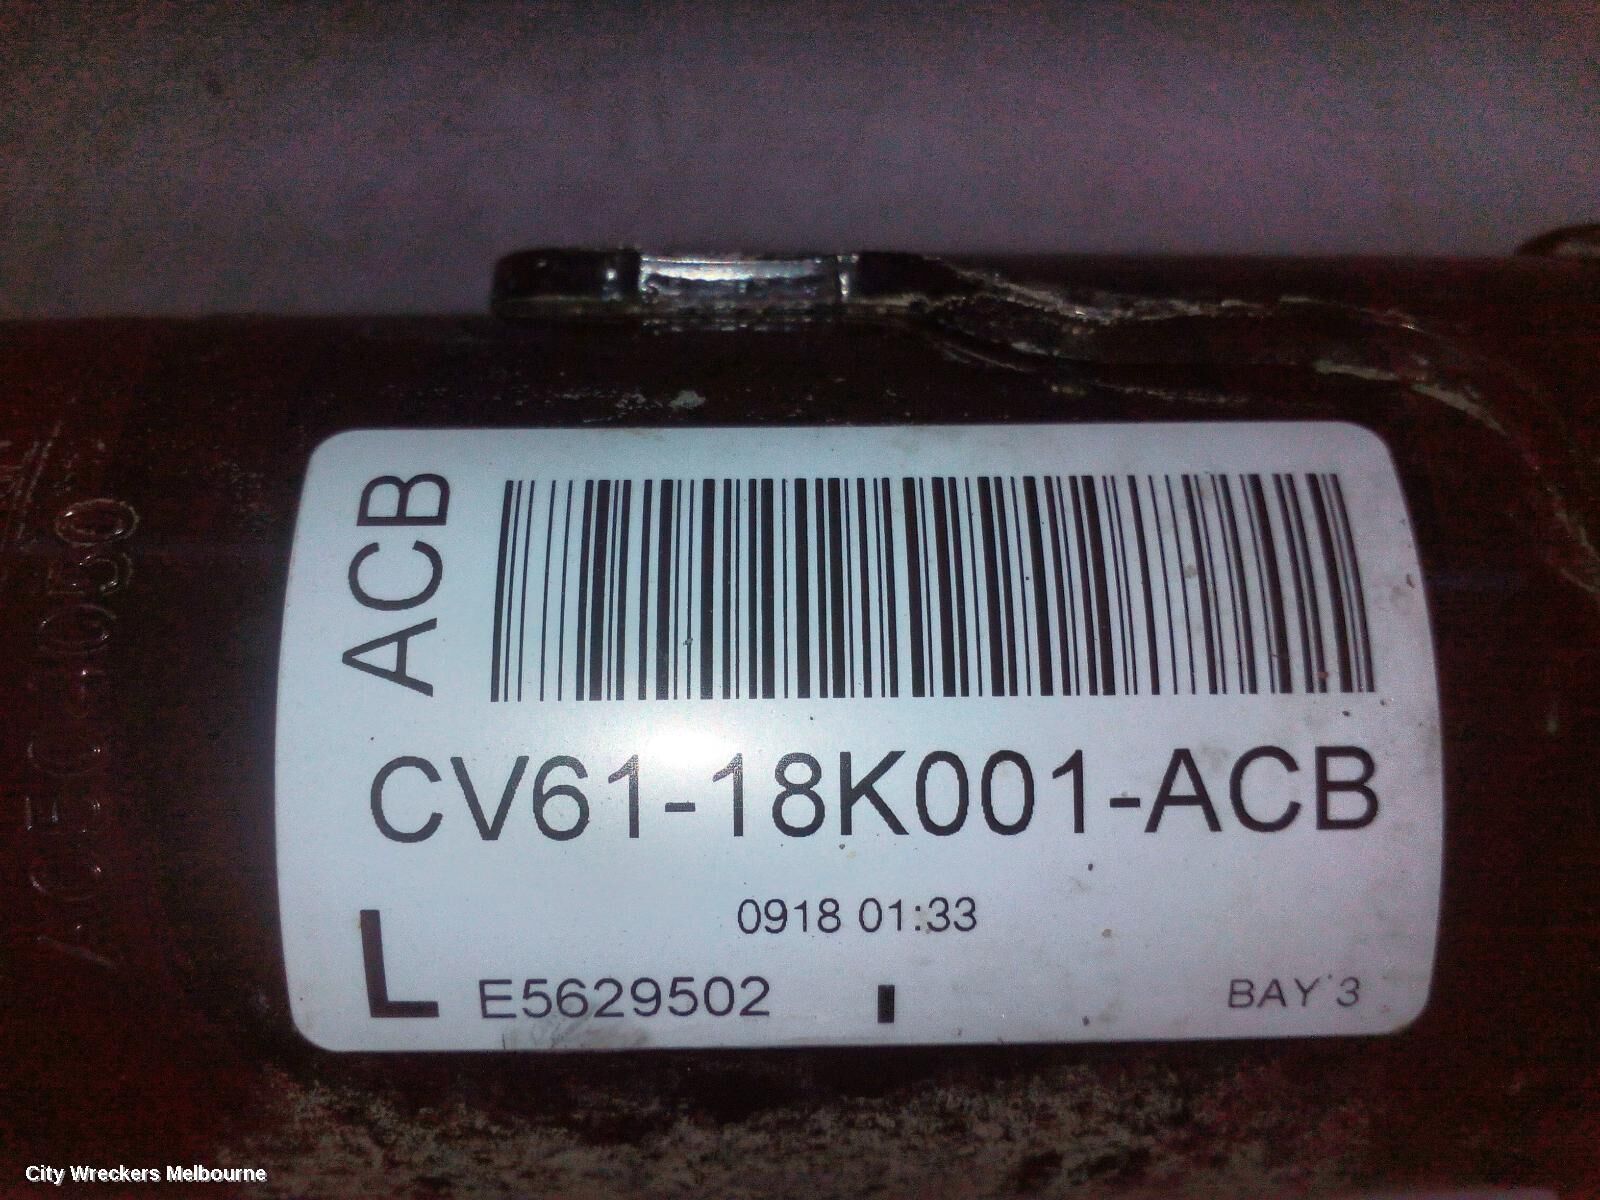 ACB
CV61-18K001-ACB
0918 01:33
L E5629502 BAY 3
City Wreckers Melbourne